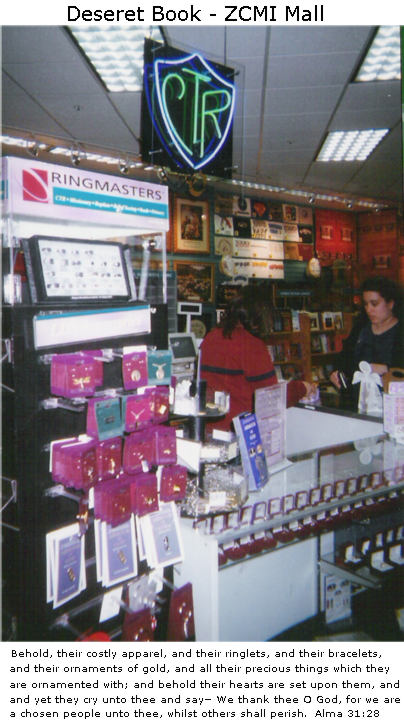 Deseret Book - ZCMI Mall
CTR
RINGMASTERS
Behold, their costly apparel, and their ringlets, and their bracelets,
and their ornaments of gold, and all their precious things which they
are ornamented with; and behold their hearts are set upon them, and
and yet they cry unto thee and say– We thank thee O God, for we are
a chosen people unto thee, whilst others shall perish. Alma 31:28